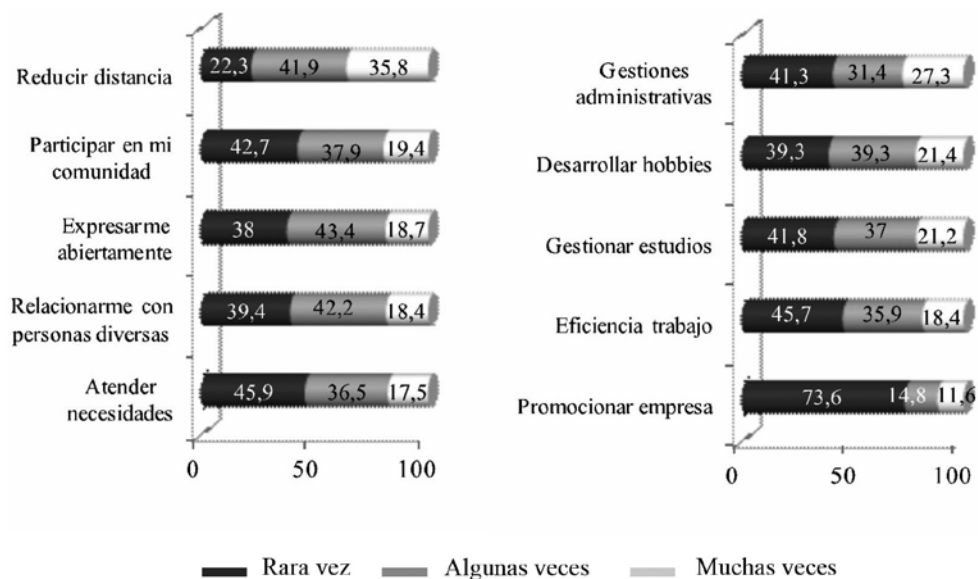 Reducir distancia
22,3 41,9 35,8
Participar en mi
comunidad
42,7 37,9 19,4
Expresarme
abiertamente
38 43,4 18,7
Relacionarme con
personas diversas
39,4 42,2 18,4
Atender
necesidades
45,9 36,5 17,5
0 50 100
Gestiones
administrativas
41,3 31,4 27,3
Desarrollar hobbies
39,3 39,3 21,4
Gestionar estudios
41,8 37 21,2
Eficiencia trabajo
45,7 35,9 18,4
Promocionar empresa
73,6 14,8 11,6
0 50 100
Rara vez Algunas veces Muchas veces